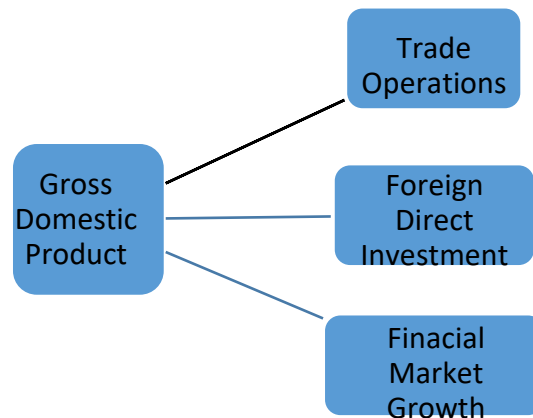 Trade
Operations
Gross
Domestic
Product
Foreign
Direct
Investment
Finacial
Market
Growth